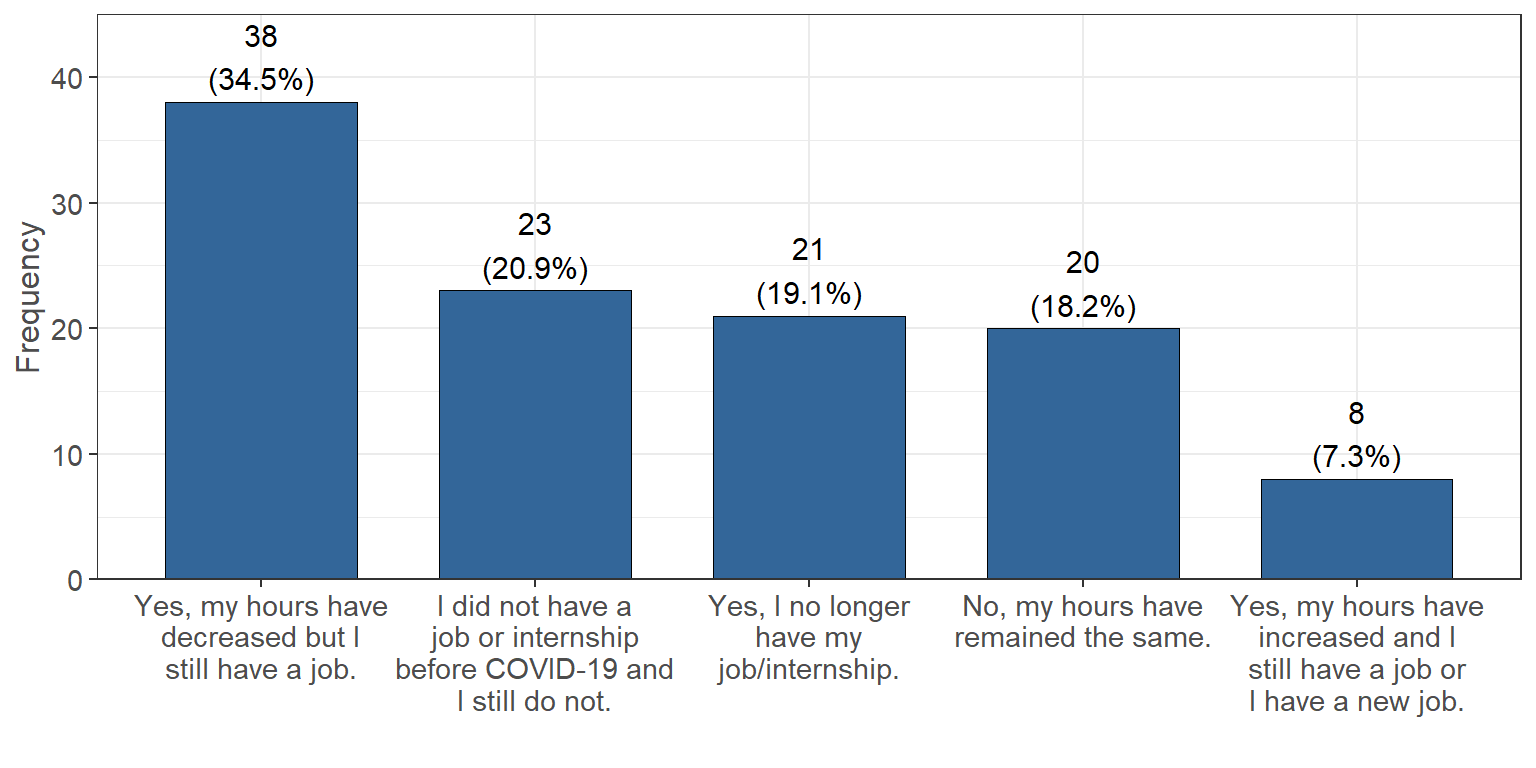 Frequency
40
30
20
10
0
38
(34.5%)
23
(20.9%)
21
(19.1%)
20
(18.2%)
8
(7.3%)
Yes, my hours have
decreased but I
still have a job.
I did not have a
job or internship
before COVID-19 and
I still do not.
Yes, I no longer
have my
job/internship.
No, my hours have
remained the same.
Yes, my hours have
increased and I
still have a job or
I have a new job.